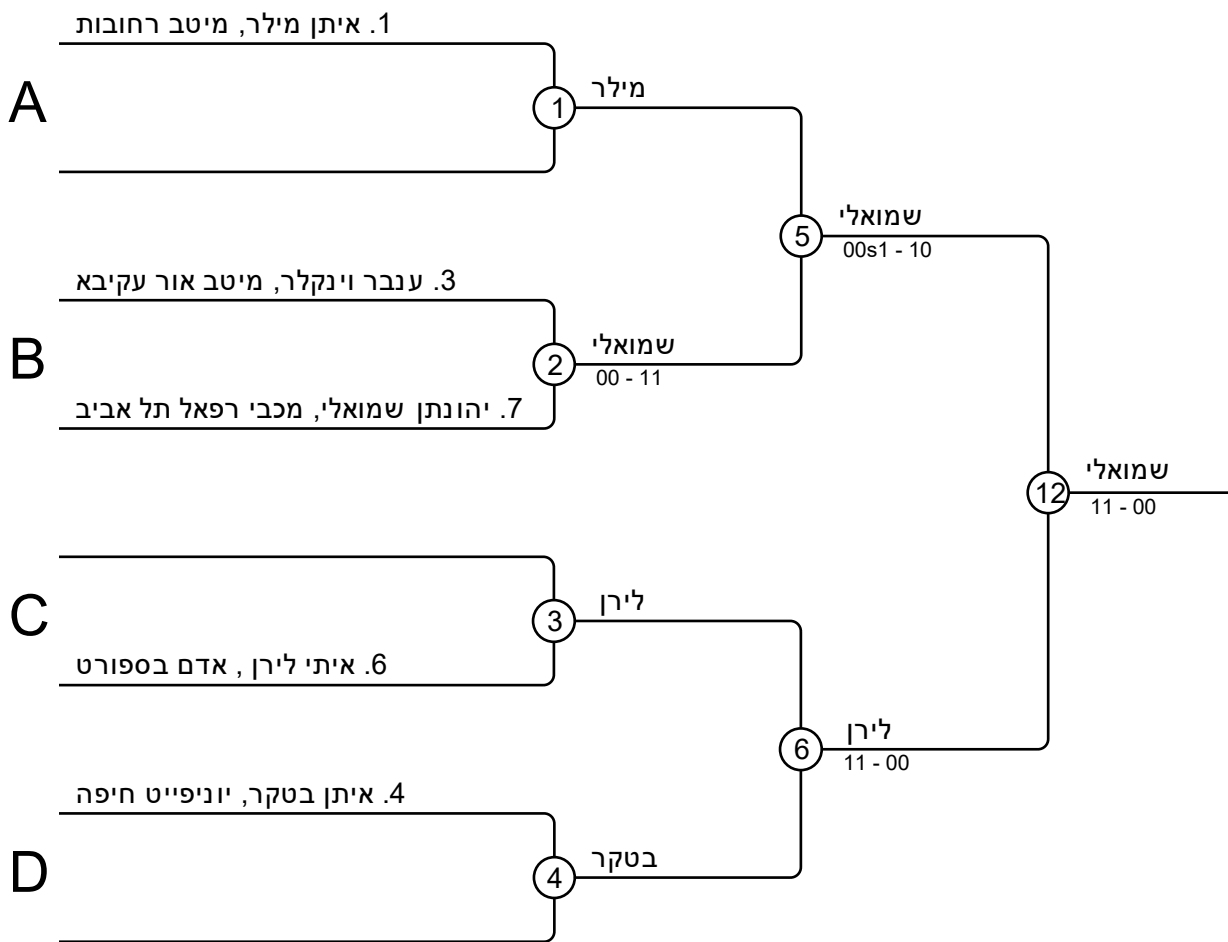 1. איתן מילר, מיטב רחובות
A
1
מילר
5
שמואלי
00s1 - 10
3. ענבר וינקלר, מיטב אור עקיבא
B
2
שמואלי
00 - 11
7. יהונתן שמואלי, מכבי רפאל תל אביב
12
שמואלי
11 - 00
C
3
לירן
6. איתי לירן , אדם בספורט
6
לירן
11 - 00
4. איתן בטקר, יוניפייט חיפה
D
4
בטקר